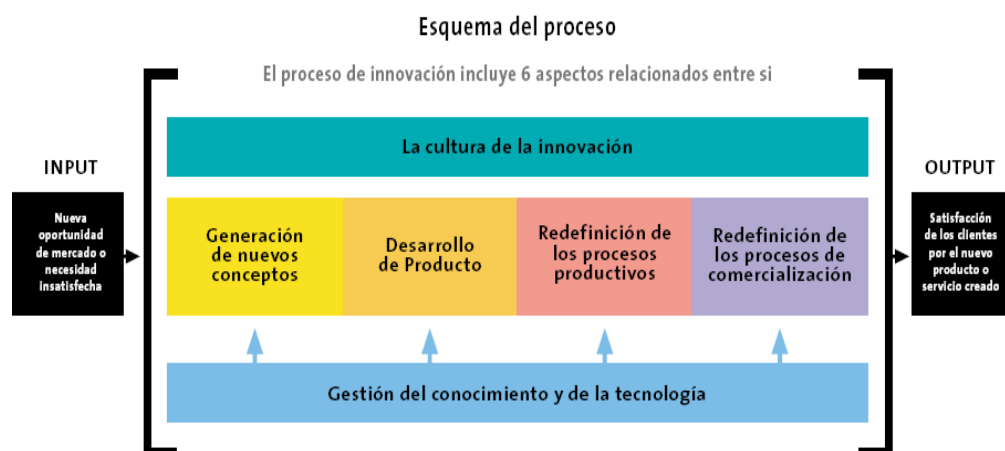 Esquema del proceso
El proceso de innovación incluye 6 aspectos relacionados entre si
La cultura de la innovación
INPUT
Nueva
oportunidad
de mercado o
necesidad
insatisfecha
Generación
de nuevos
conceptos
Desarrollo
de Producto
Redefinición de
los procesos
productivos
Redefinición de
los procesos de
comercialización
OUTPUT
Satisfacción
de los clientes
por el nuevo
producto o
servicio creado
Gestión del conocimiento y de la tecnología